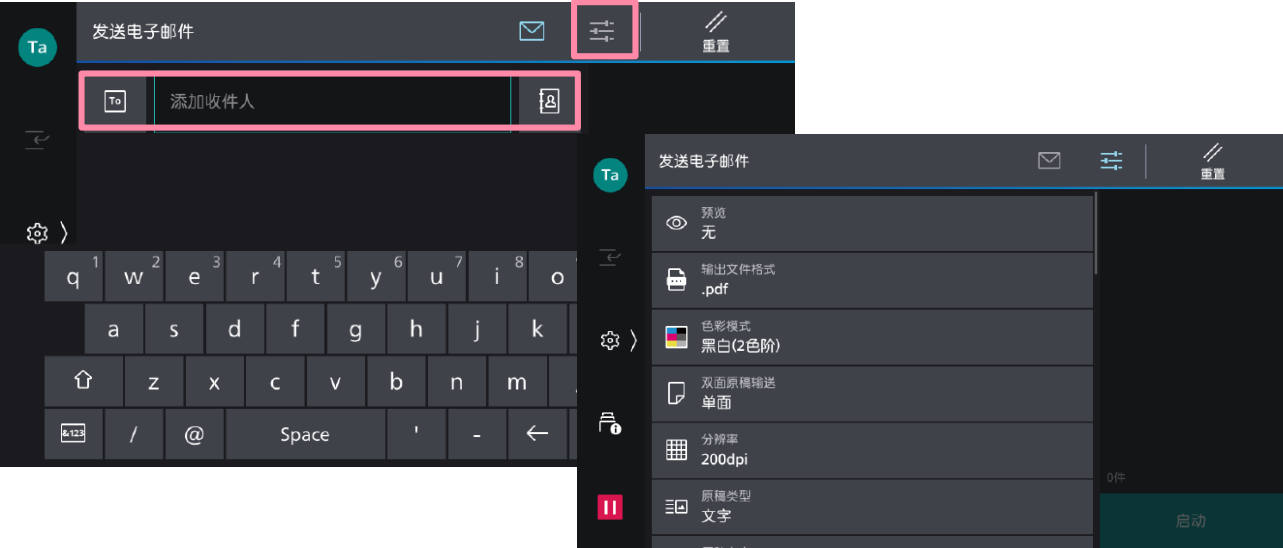 Ta
发送电子邮件
重置
To
添加收件人
q 1 w 2 e 3 r 4 t 5 y 6 u 7 i 8 o
a s d f g h j k
z x c v b n m
&123 / @ Space ' -
Ta
发送电子邮件
重置
预览
无
输出文件格式
.pdf
色彩模式
黑白(2色阶)
双面原稿输送
单面
分辨率
200dpi
原稿类型
文字
0件
启动